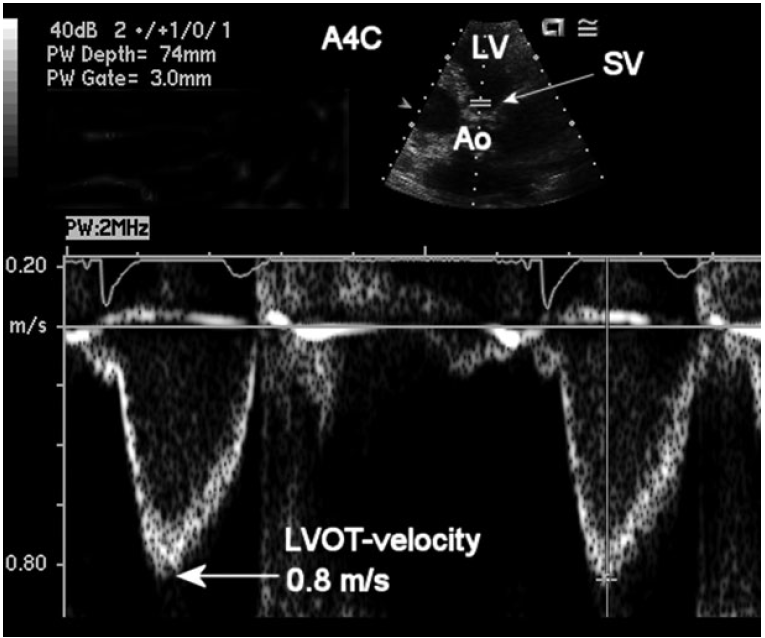 40dB 2 •/+1/0/ 1
PW Depth= 74mm
PW Gate= 3.0mm
A4C
LV
SV
Ao
PW:2MHz
0.20
m/s
0.80
LVOT-velocity
0.8 m/s